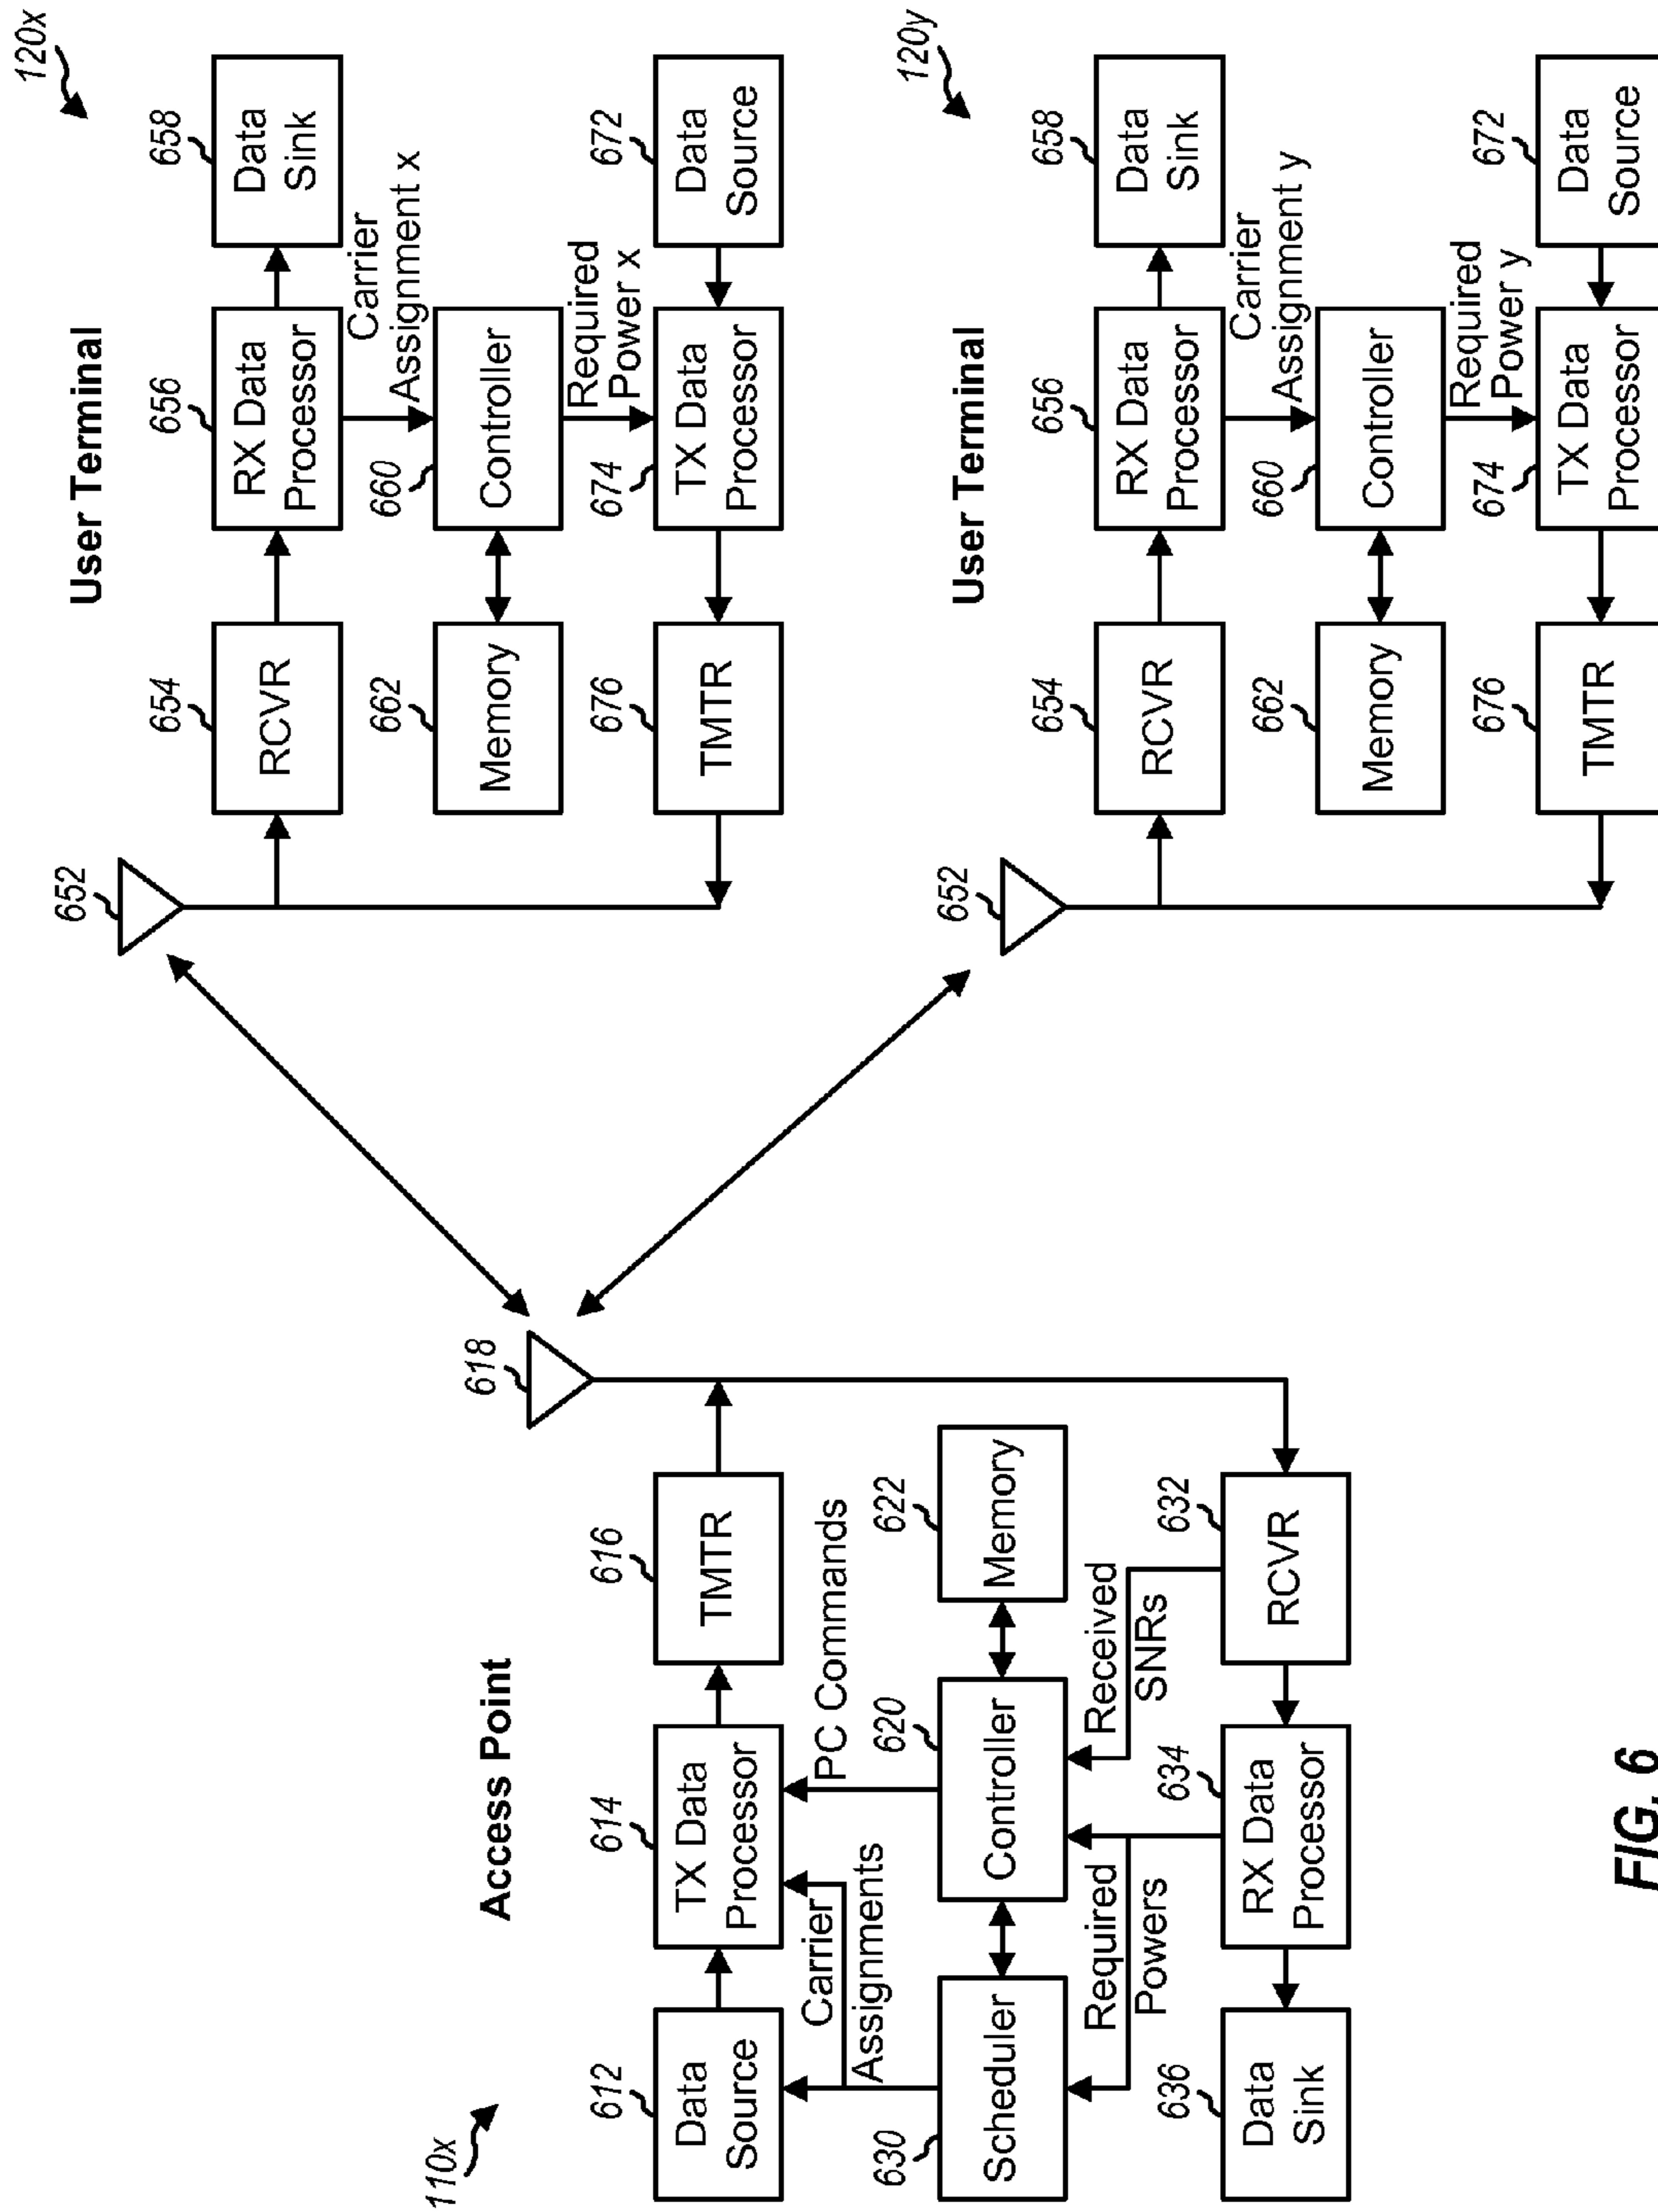 110x
Access Point
612
Data
Source
614
TX Data
Processor
616
TMTR
618
Carrier
Assignments
PC Commands
630
Scheduler
620
Controller
622
Memory
Required
Powers
Received
SNRs
636
Data
Sink
634
RX Data
Processor
632
RCVR
120x
User Terminal
652
654
RCVR
656
RX Data
Processor
658
Data
Sink
Carrier
Assignment x
662
Memory
660
Controller
Required
Power x
676
TMTR
674
TX Data
Processor
672
Data
Source
120y
User Terminal
652
654
RCVR
656
RX Data
Processor
658
Data
Sink
Carrier
Assignment y
662
Memory
660
Controller
Required
Power y
676
TMTR
674
TX Data
Processor
672
Data
Source
FIG. 6